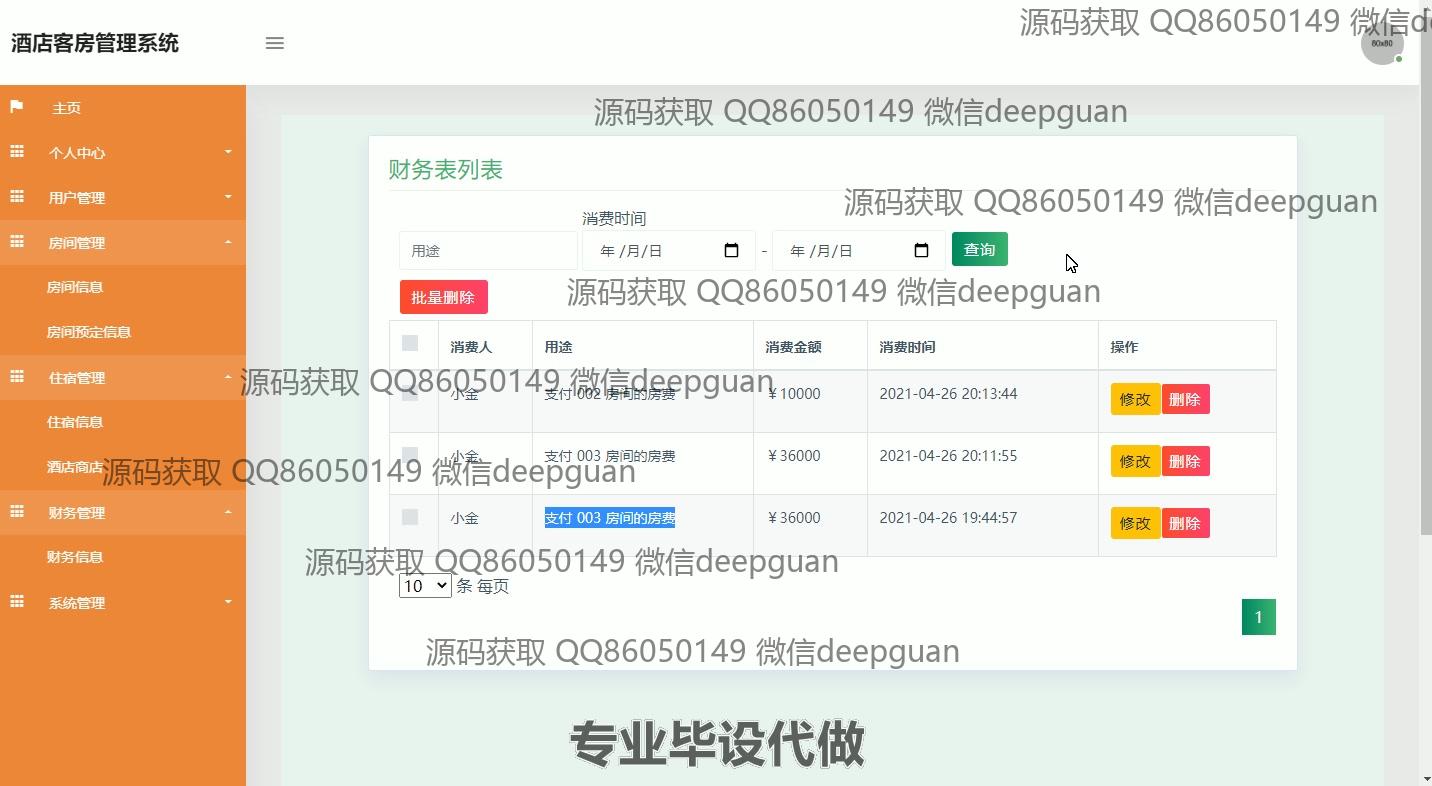 源码获取 QQ86050149 微信d
酒店客房管理系统
80x80
主页
源码获取 QQ86050149 微信deepguan
个人中心
财务表列表
用户管理
源码获取 QQ86050149 微信deepguan
消费时间
房间管理
用途
年 /月/日
-
年 /月/日
查询
房间信息
批量删除
源码获取 QQ86050149 微信deepguan
房间预定信息
消费人 用途 消费金额 消费时间 操作
住宿管理
源码获取 QQ86050149 微信deepguan
小金 支付 002 房间的房费 ￥10000 2021-04-26 20:13:44 修改 删除
住宿信息
小金 支付 003 房间的房费 ￥36000 2021-04-26 20:11:55 修改 删除
酒店商店
源码获取 QQ86050149 微信deepguan
财务管理
小金 支付 003 房间的房费 ￥36000 2021-04-26 19:44:57 修改 删除
财务信息
源码获取 QQ86050149 微信deepguan
10 条 每页
系统管理
1
源码获取 QQ86050149 微信deepguan
专业毕设代做